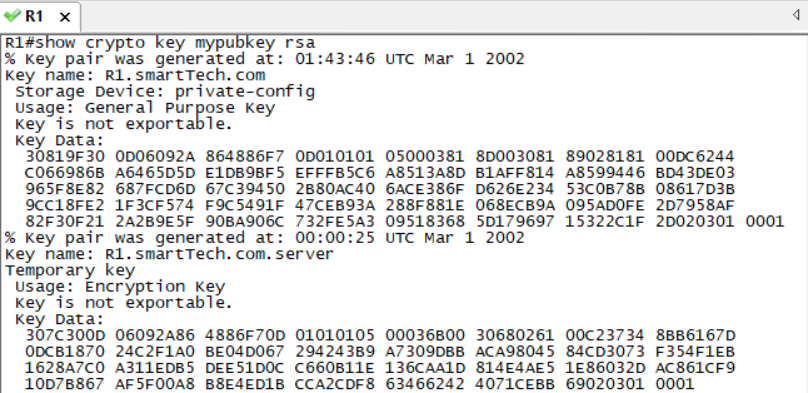 R1
R1#show crypto key mypubkey rsa
% Key pair was generated at: 01:43:46 UTC Mar 1 2002
Key name: R1.smartTech.com
Storage Device: private-config
Usage: General Purpose Key
Key is not exportable.
Key Data:
30819F30 0D06092A 864886F7 0D010101 05000381 8D003081 89028181 00DC6244
C066986B A6465D5D E1DB9BF5 EFFFB5C6 A8513A8D B1AFF814 A8599446 BD43DE03
965F8E82 687FCD6D 67C39450 2B80AC40 6ACE386F D626E234 53C0B78B 08617D3B
9CC18FE2 1F3CF574 F9C5491F 47CEB93A 288F881E 068ECB9A 095AD0FE 2D7958AF
82F30F21 2A2B9E5F 90BA906C 732FE5A3 09518368 5D179697 15322C1F 2D020301 0001
% Key pair was generated at: 00:00:25 UTC Mar 1 2002
Key name: R1.smartTech.com.server
Temporary key
Usage: Encryption Key
Key is not exportable.
Key Data:
307C300D 06092A86 4886F70D 01010105 00036B00 30680261 00C23734 8BB6167D
0DCB1870 24C2F1A0 BE04D067 294243B9 A7309DBB ACA98045 84CD3073 F354F1EB
1628A7C0 A311EDB5 DEE51D0C C660B11E 136CAA1D 814E4AE5 1E86032D AC861CF9
10D7B867 AF5F00A8 B8E4ED1B CCA2CDF8 63466242 4071CEBB 69020301 0001